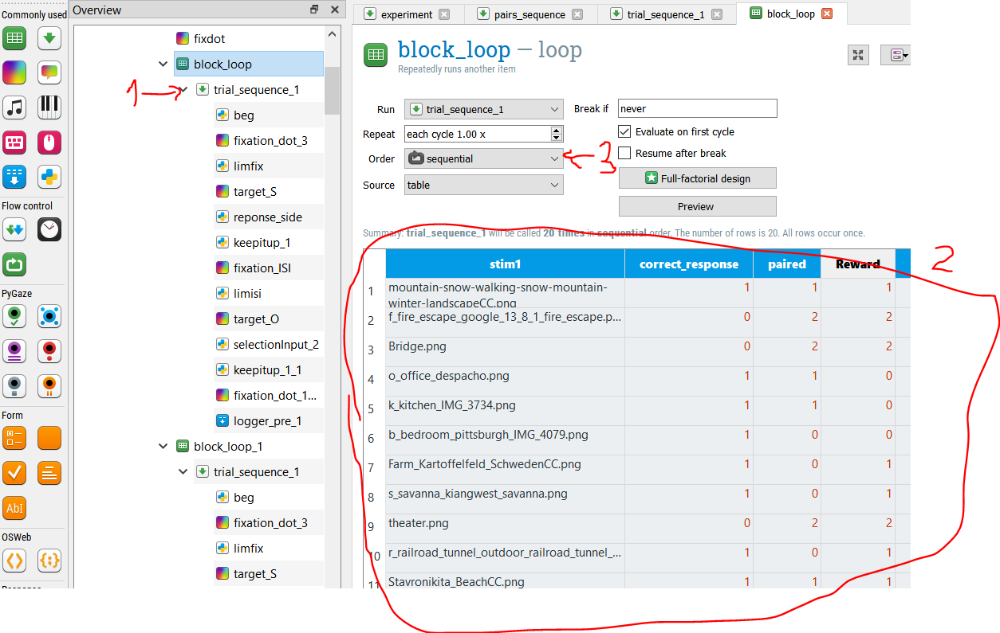 Commonly used
Flow control
PyGaze
Form
AbI
OSWeb
Overview
fixdot
block_loop
1
trial_sequence_1
beg
fixation_dot_3
limfix
target_S
reponse_side
keepitup_1
fixation_ISI
limisi
target_O
selectionInput_2
keepitup_1_1
fixation_dot_1...
logger_pre_1
block_loop_1
trial_sequence_1
beg
fixation_dot_3
limfix
target_S
experiment pairs_sequence trial_sequence_1 block_loop
block_loop – loop
Repeatedly runs another item
Run trial_sequence_1 Break if never
Repeat each cycle 1.00 x Evaluate on first cycle
Order sequential 3 Resume after break
Full-factorial design
Source table
Preview
Summary: trial_sequence_1 will be called 20 times in sequential order. The number of rows is 20. All rows occur once.
2
stim1 correct_response paired Reward
1 mountain-snow-walking-snow-mountain-
winter-landscapeCC.png 1 1 1
2 f_fire_escape_google_13_8_1_fire_escape.p... 0 2 2
3 Bridge.png 0 2 2
4 o_office_despacho.png 1 1 0
5 k_kitchen_IMG_3734.png 1 1 0
6 b_bedroom_pittsburgh_IMG_4079.png 1 0 0
7 Farm_Kartoffelfeld_SchwedenCC.png 1 0 1
8 s_savanna_kiangwest_savanna.png 1 0 1
9 theater.png 0 2 2
10 r_railroad_tunnel_outdoor_railroad_tunnel_... 1 0 1
11 Stavronikita_BeachCC.png 1 1 1